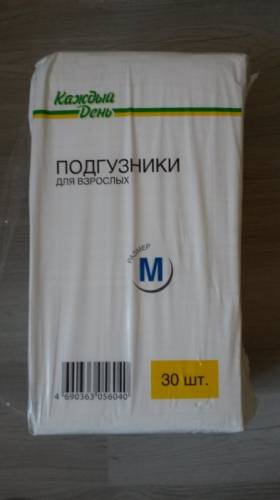 Каждый
День
ПОДГУЗНИКИ
ДЛЯ ВЗРОСЛЫХ
РАЗМЕР
M
30 шт.
4 690363 056040